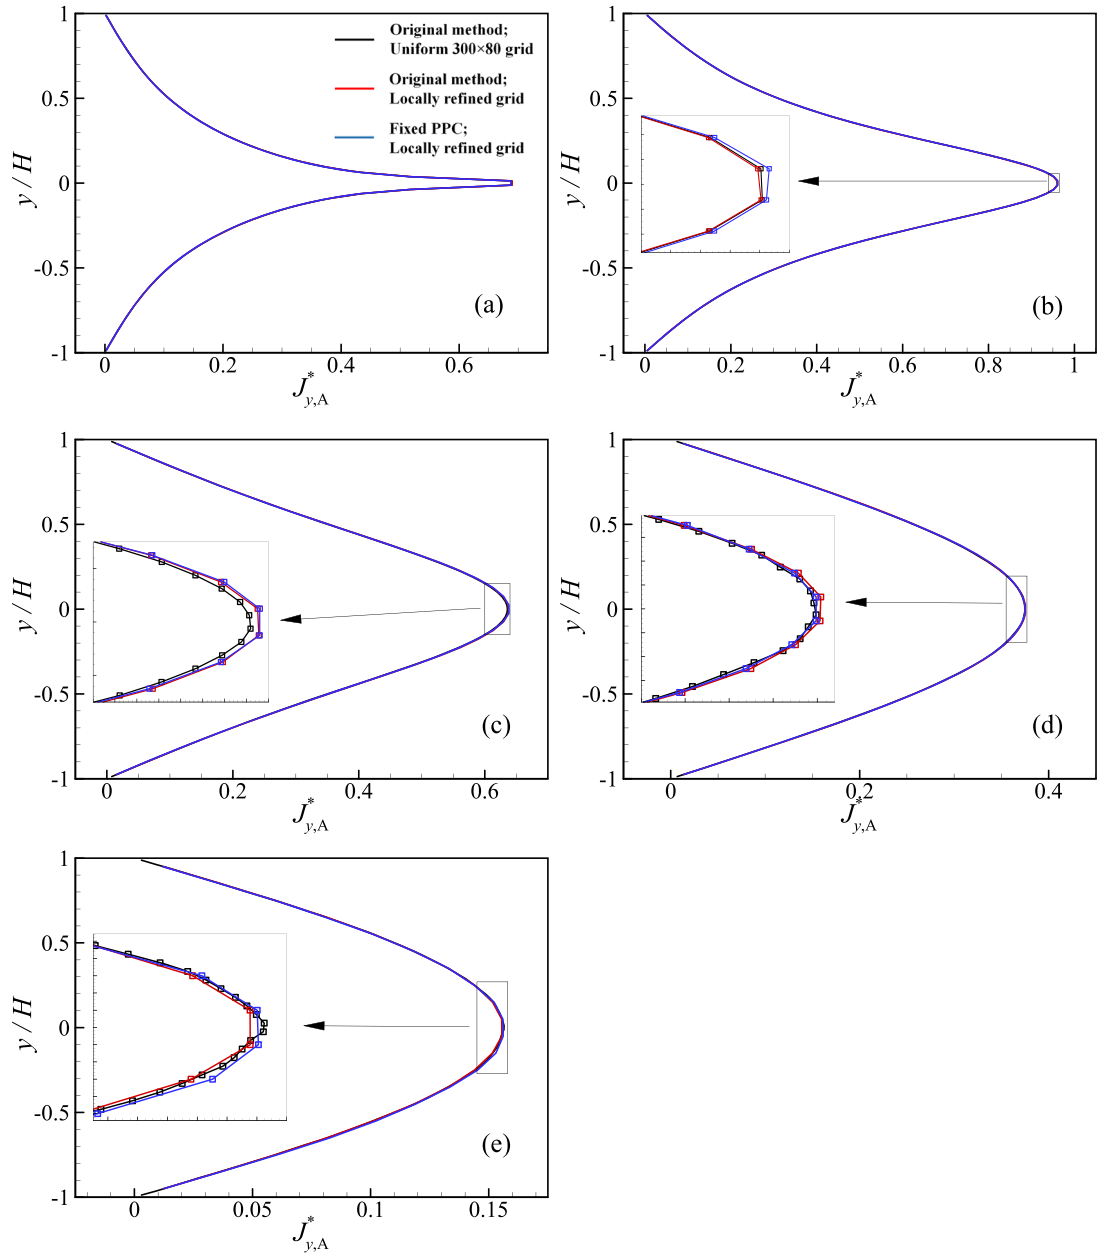 1
0.5
0
-0.5
-1
y / H
Original method;
Uniform 300×80 grid
Original method;
Locally refined grid
Fixed PPC;
Locally refined grid
(a)
0
0.2
0.4
0.6
J*y,A
1
0.5
0
-0.5
-1
y / H
(b)
0
0.2
0.4
0.6
0.8
1
J*y,A
1
0.5
0
-0.5
-1
y / H
(c)
0
0.2
0.4
0.6
J*y,A
1
0.5
0
-0.5
-1
y / H
(d)
0
0.2
0.4
J*y,A
1
0.5
0
-0.5
-1
y / H
(e)
0
0.05
0.1
0.15
J*y,A